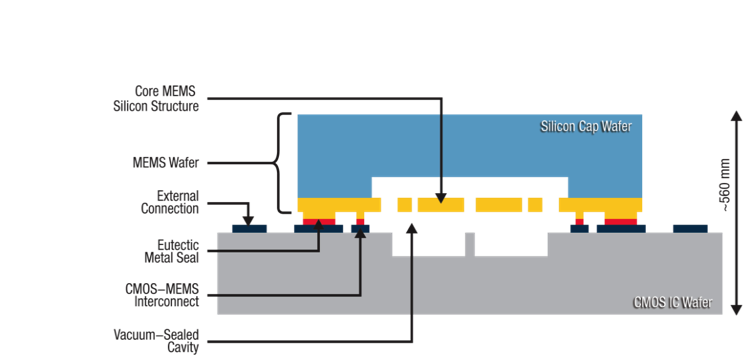 Core MEMS
Silicon Structure
Silicon Cap Wafer
MEMS Wafer
~560 mm
External
Connection
Eutectic
Metal Seal
CMOS–MEMS
Interconnect
CMOS IC Wafer
Vacuum–Sealed
Cavity